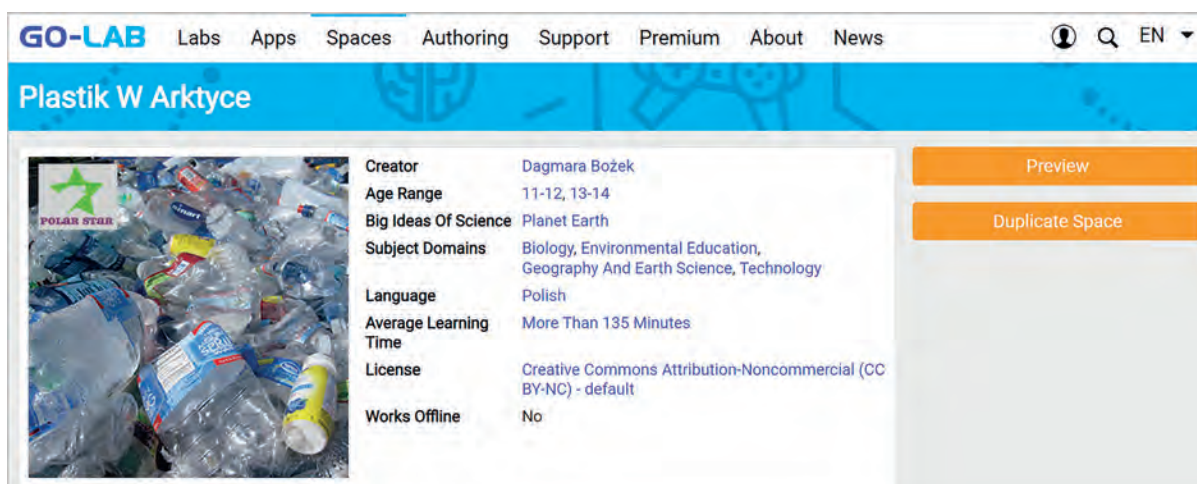 GO-LAB Labs Apps Spaces Authoring Support Premium About News EN
Plastik W Arktyce
POLAR STAR
Creator Dagmara Bożek
Age Range 11-12, 13-14
Big Ideas Of Science Planet Earth
Subject Domains Biology, Environmental Education,
Geography And Earth Science, Technology
Language Polish
Average Learning More Than 135 Minutes
Time
License Creative Commons Attribution-Noncommercial (CC
BY-NC) - default
Works Offline No
Preview
Duplicate Space